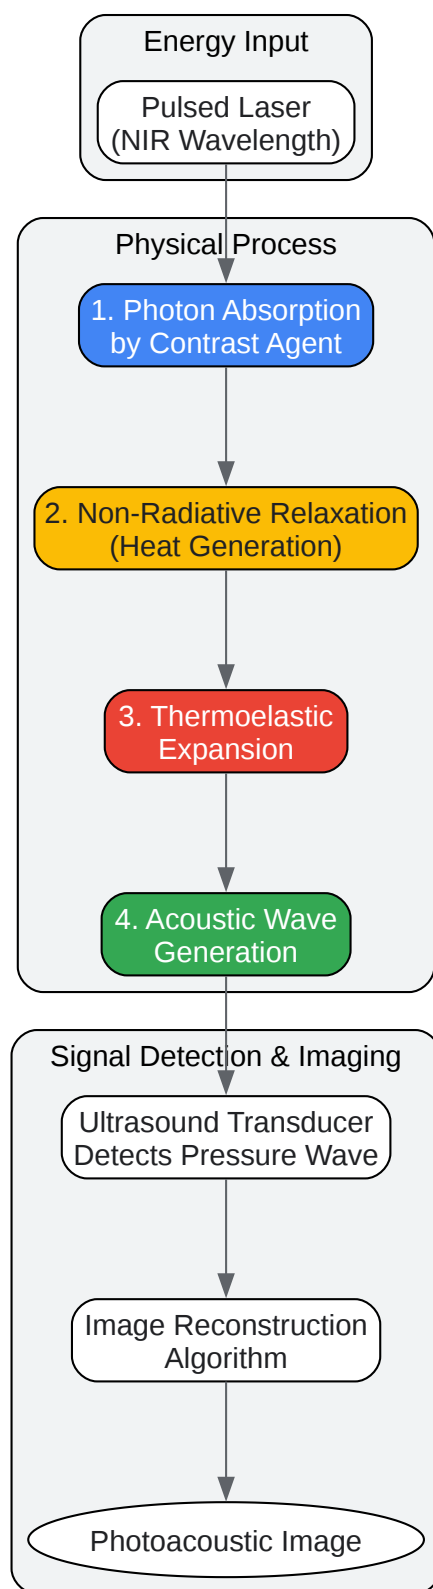 Energy Input
Pulsed Laser
(NIR Wavelength)
Physical Process
1. Photon Absorption
by Contrast Agent
2. Non-Radiative Relaxation
(Heat Generation)
3. Thermoelastic
Expansion
4. Acoustic Wave
Generation
Signal Detection & Imaging
Ultrasound Transducer
Detects Pressure Wave
Image Reconstruction
Algorithm
Photoacoustic Image